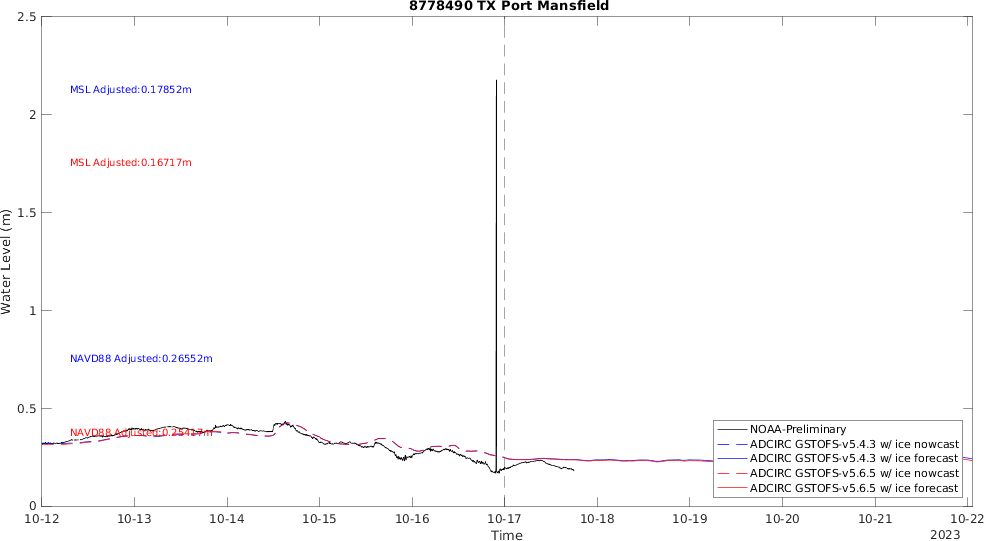 8778490 TX Port Mansfield
2.5
2
1.5
1
0.5
0
Water Level (m)
MSL Adjusted:0.17852m
MSL Adjusted:0.16717m
NAVD88 Adjusted:0.26552m
NAVD88 Adjusted:
NOAA-Preliminary
ADCIRC GSTOFS-v5.4.3 w/ ice nowcast
ADCIRC GSTOFS-v5.4.3 w/ ice forecast
ADCIRC GSTOFS-v5.6.5 w/ ice nowcast
ADCIRC GSTOFS-v5.6.5 w/ ice forecast
10-12 10-13 10-14 10-15 10-16 10-17 10-18 10-19 10-20 10-21 10-22
Time
2023